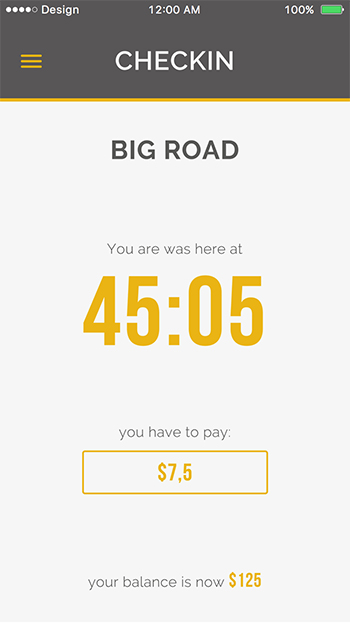 Design 12:00 AM 100%
CHECKIN
BIG ROAD
You are was here at
45:05
you have to pay:
$7,5
your balance is now $125